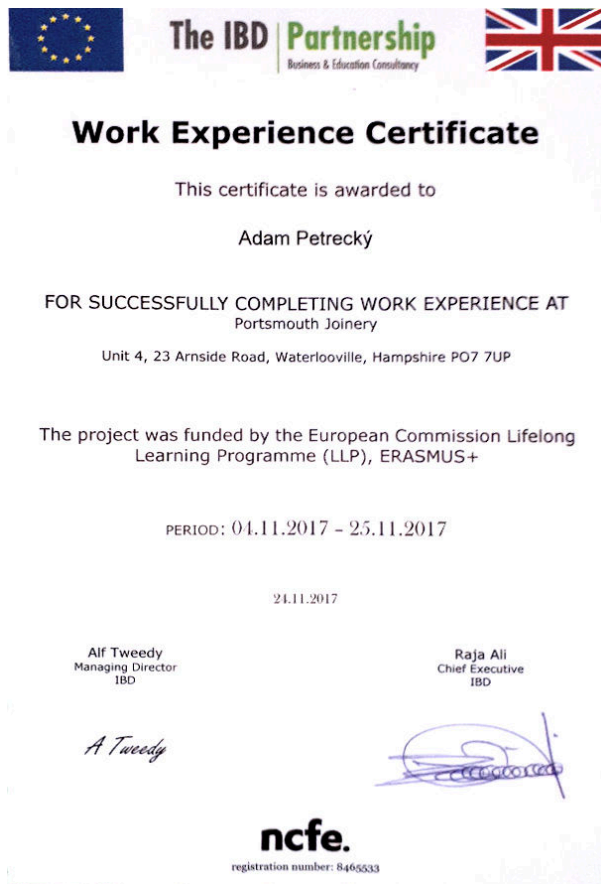 The IBD Partnership
Business & Education Consultancy
Work Experience Certificate
This certificate is awarded to
Adam Petrecký
FOR SUCCESSFULLY COMPLETING WORK EXPERIENCE AT
Portsmouth Joinery
Unit 4, 23 Arnside Road, Waterlooville, Hampshire PO7 7UP
The project was funded by the European Commission Lifelong
Learning Programme (LLP), ERASMUS+
PERIOD: 04.11.2017 – 25.11.2017
24.11.2017
Alf Tweedy
Managing Director
IBD
Raja Ali
Chief Executive
IBD
A Tweedy
ncfe.
registration number: 8465533